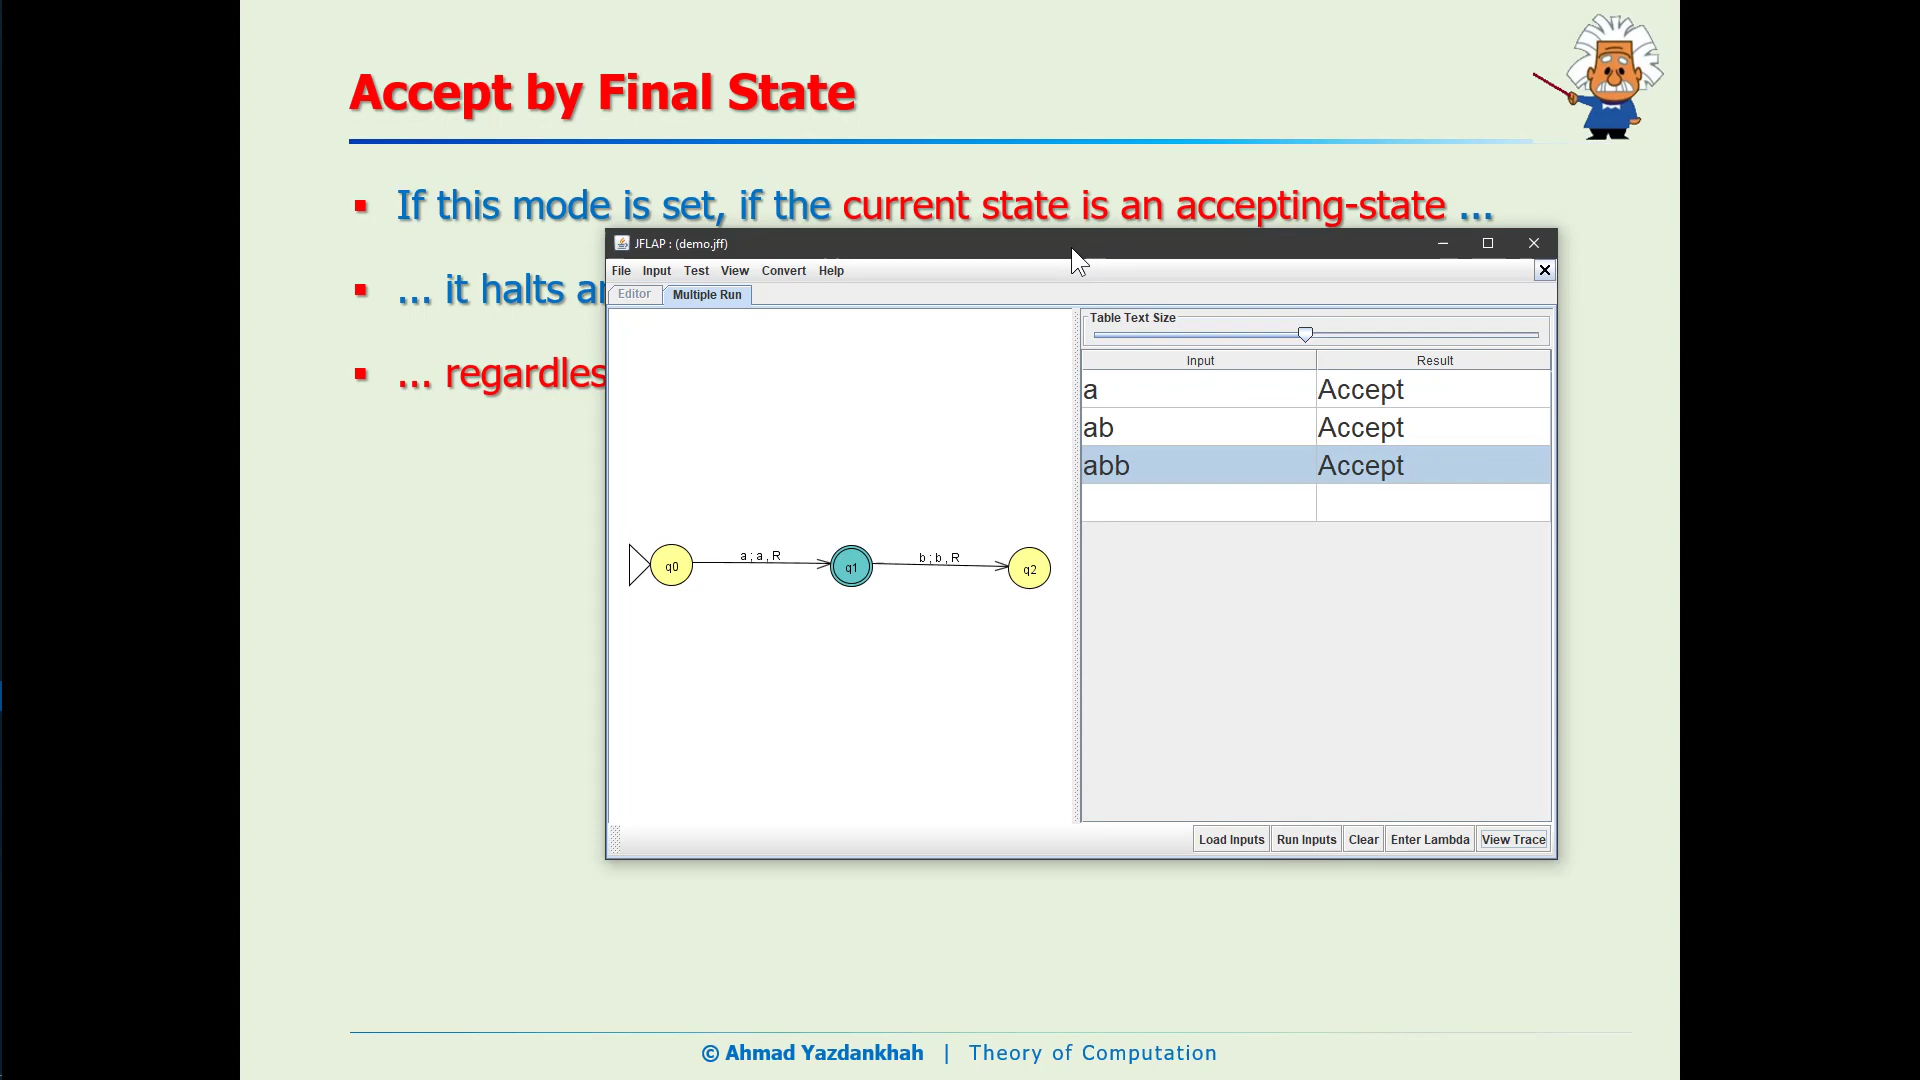 Accept by Final State
▪ If this mode is set, if the current state is an accepting-state ...
JFLAP : (demo.jff)
File Input Test View Convert Help
▪ ... it halts
Editor Multiple Run
Table Text Size
Input Result
▪ ... regardles
a Accept
ab Accept
abb Accept
a ; a , R b ; b , R
q0 q1 q2
Load Inputs Run Inputs Clear Enter Lambda View Trace
© Ahmad Yazdankhah | Theory of Computation